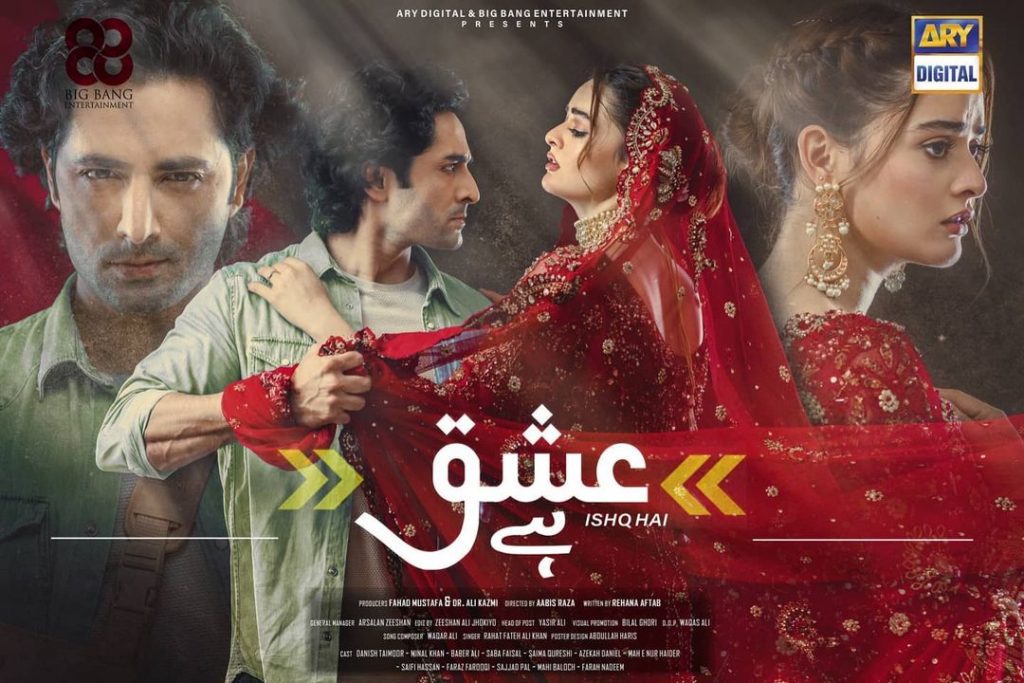 ARY DIGITAL & BIG BANG ENTERTAINMENT
PRESENTS
BIG BANG
ENTERTAINMENT
ARY
DIGITAL
عشق
ہے
ISHQ HAI
PRODUCERS FAHAD MUSTAFA & DR. ALI KAZMI DIRECTED BY AABIS RAZA WRITTEN BY REHANA AFTAB
GENERAL MANAGER ARSALAN ZEESHAN EDIT BY ZEESHAN ALI JHOKIYO HEAD OF POST YASIR ALI VISUAL PROMOTION BILAL GHORI D.O.P. WAQAS ALI
SONG COMPOSER WAQAR ALI SINGER RAHAT FATEH ALI KHAN POSTER DESIGN ABDULLAH HARIS
CAST DANISH TAIMOOR - MINAL KHAN - BABER ALI - SABA FAISAL - SAIMA QURESHI - AZEKAH DANIEL - MAH E NUR HAIDER
- SAIFI HASSAN - FARAZ FAROOQI - SAJJAD PAL - MAHI BALOCH - FARAH NADEEM